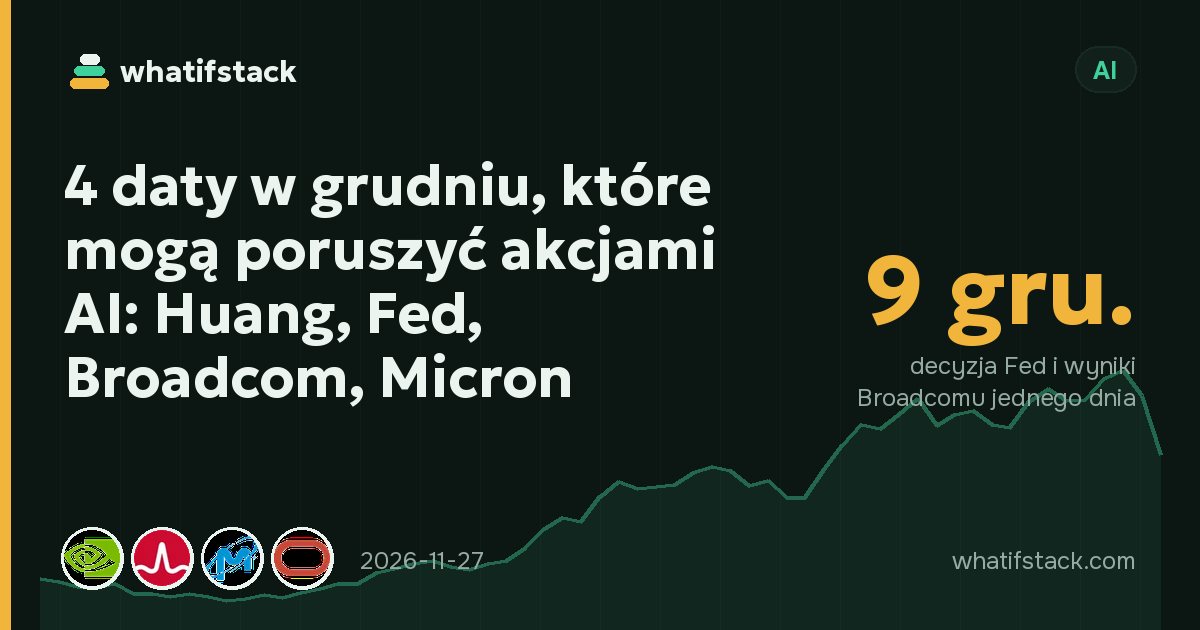 whatifstack
AI
4 daty w grudniu, które
mogą poruszyć akcjami
AI: Huang, Fed,
Broadcom, Micron
9 gru.
decyzja Fed i wyniki
Broadcomu jednego dnia
2026-11-27
whatifstack.com